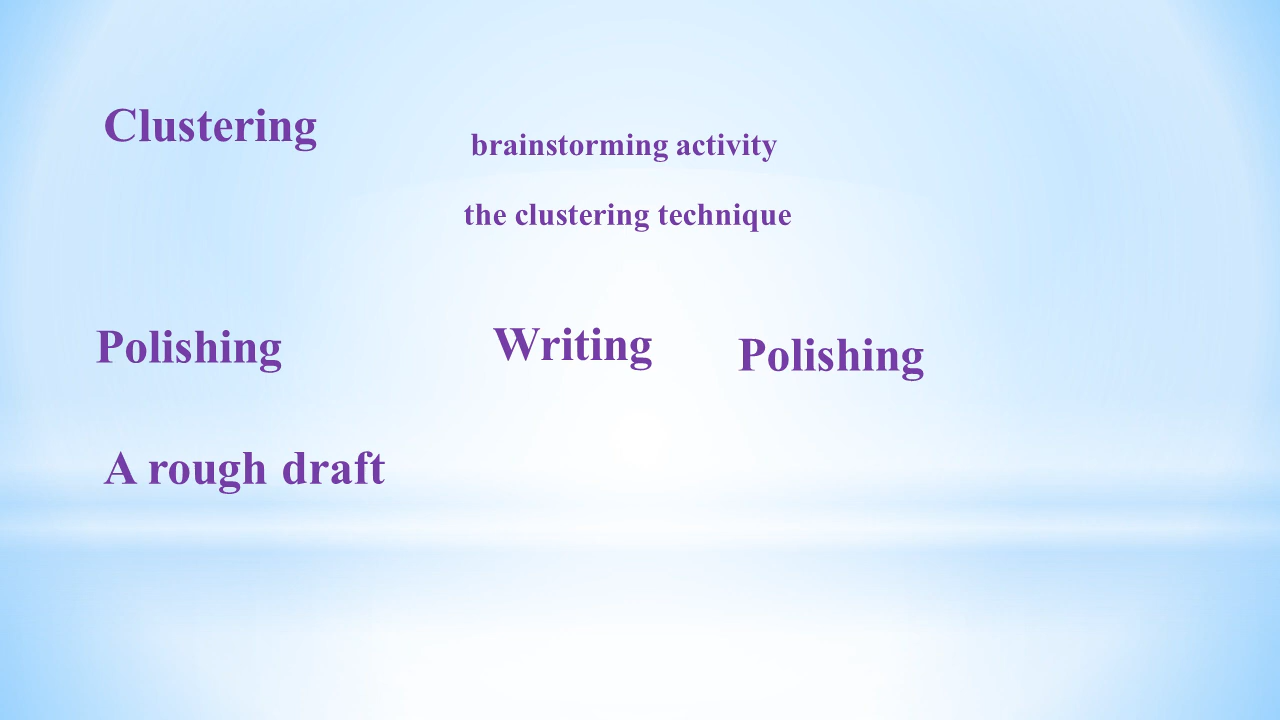 Clustering
brainstorming activity
the clustering technique
Polishing
Writing
Polishing
A rough draft